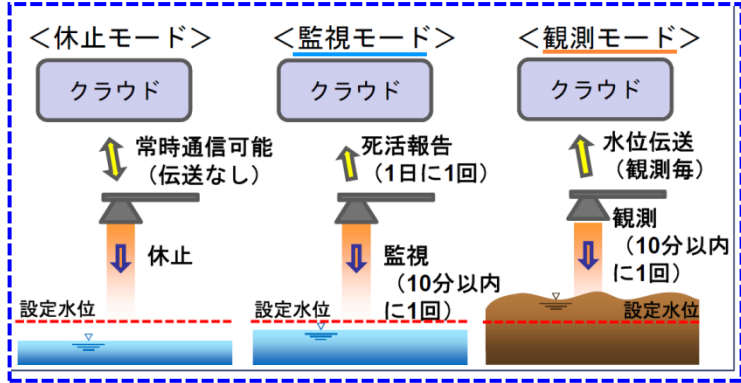 ＜休止モード＞
クラウド
常時通信可能
（伝送なし）
休止
設定水位
＜監視モード＞
クラウド
死活報告
（1日に1回）
監視
（10分以内
に1回）
設定水位
＜観測モード＞
クラウド
水位伝送
（観測毎）
観測
（10分以内
に1回）
設定水位